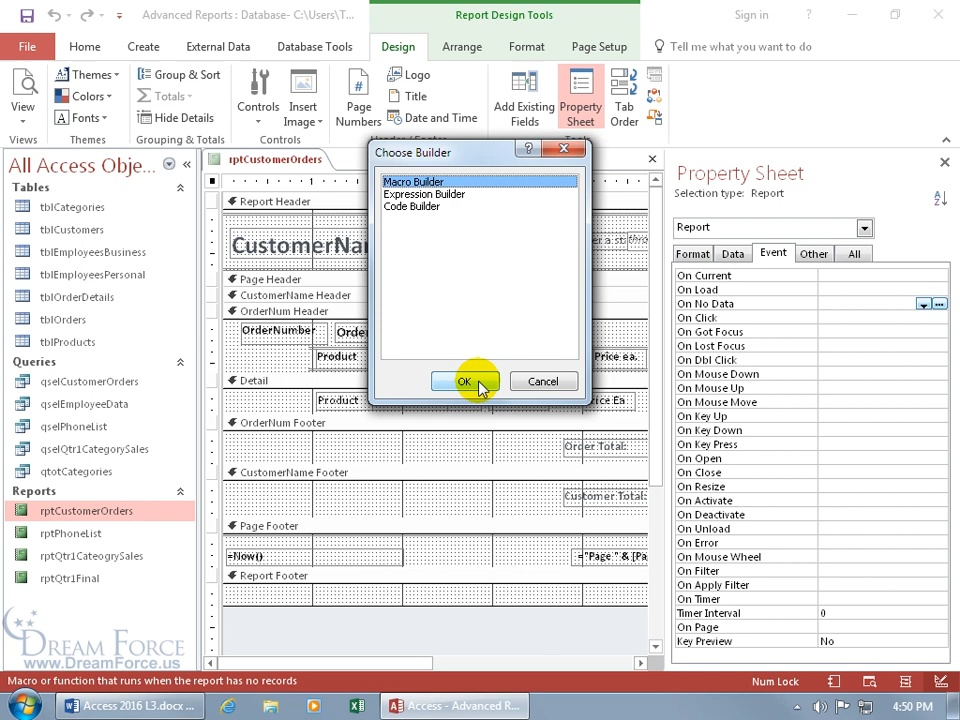 Advanced Reports : Database- C:\Users\T...
Report Design Tools
Sign in
?
File
Home
Create
External Data
Database Tools
Design
Arrange
Format
Page Setup
Tell me what you want to do
View
Views
Themes
Colors
Fonts
Themes
Group & Sort
Totals
Hide Details
Grouping & Totals
Controls
Insert Image
Controls
Page Numbers
Logo
Title
Date and Time
Add Existing Fields
Property Sheet
Tab Order
Tools
All Access Obje...
Tables
tblCategories
tblCustomers
tblEmployeesBusiness
tblEmployeesPersonal
tblOrderDetails
tblOrders
tblProducts
Queries
qselCustomerOrders
qselEmployeeData
qselPhoneList
qselQtr1CategorySales
qtotCategories
Reports
rptCustomerOrders
rptPhoneList
rptQtr1CateogrySales
rptQtr1Final
DREAM FORCE
www.DreamForce.us
rptCustomerOrders
1
Report Header
CustomerNa
Page Header
CustomerName Header
OrderNum Header
OrderNumber
Orde
Product
Price ea.
Detail
Product
Price Ea
OrderNum Footer
Order Total:
CustomerName Footer
Customer Total:
Page Footer
=Now()
="Page " & [Pa
Report Footer
Choose Builder
?
Macro Builder
Expression Builder
Code Builder
OK
Cancel
Property Sheet
Selection type: Report
Report
Format
Data
Event
Other
All
On Current
On Load
On No Data
On Click
On Got Focus
On Lost Focus
On Dbl Click
On Mouse Down
On Mouse Up
On Mouse Move
On Key Up
On Key Down
On Key Press
On Open
On Close
On Resize
On Activate
On Deactivate
On Unload
On Error
On Mouse Wheel
On Filter
On Apply Filter
On Timer
Timer Interval 0
On Page
Key Preview No
Macro or function that runs when the report has no records
Num Lock
Access 2016 L3.docx ...
Access - Advanced R...
4:50 PM